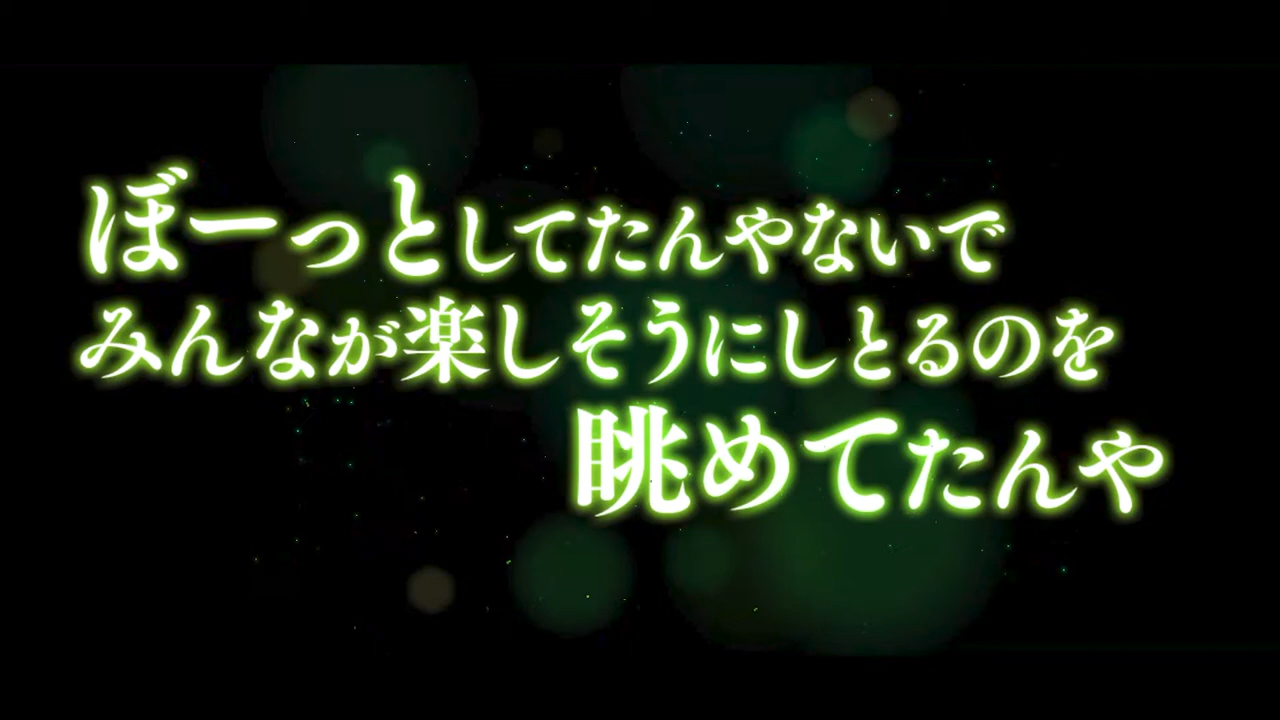 ぼーっとしてたんやないで
みんなが楽しそうにしとるのを
眺めてたんや